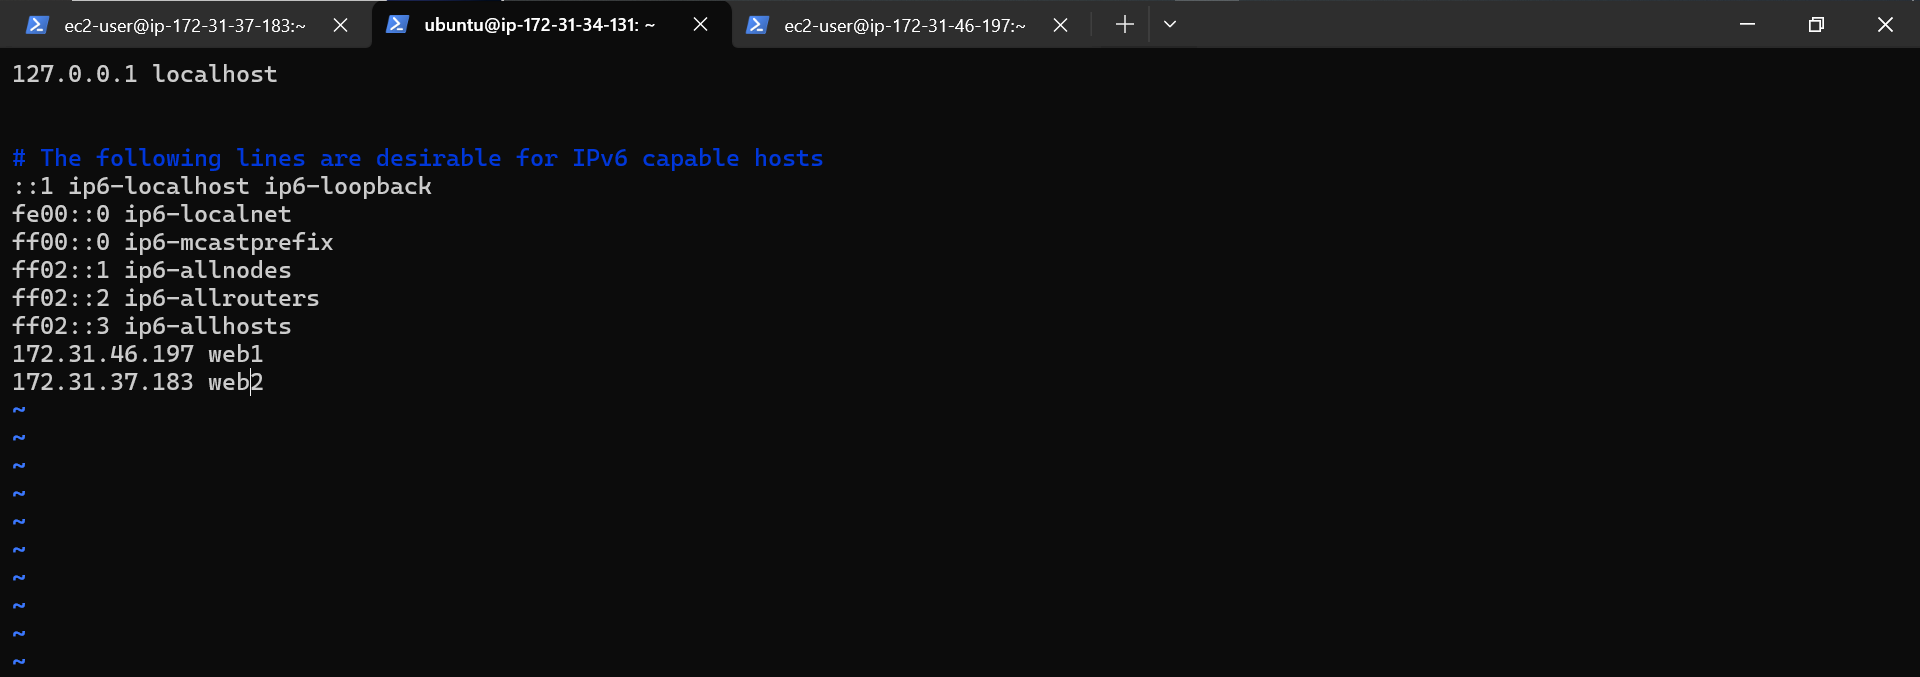 ec2-user@ip-172-31-37-183:~
ubuntu@ip-172-31-34-131: ~
ec2-user@ip-172-31-46-197:~
127.0.0.1 localhost
# The following lines are desirable for IPv6 capable hosts
::1 ip6-localhost ip6-loopback
fe00::0 ip6-localnet
ff00::0 ip6-mcastprefix
ff02::1 ip6-allnodes
ff02::2 ip6-allrouters
ff02::3 ip6-allhosts
172.31.46.197 web1
172.31.37.183 web2
~
~
~
~
~
~
~
~
~
~